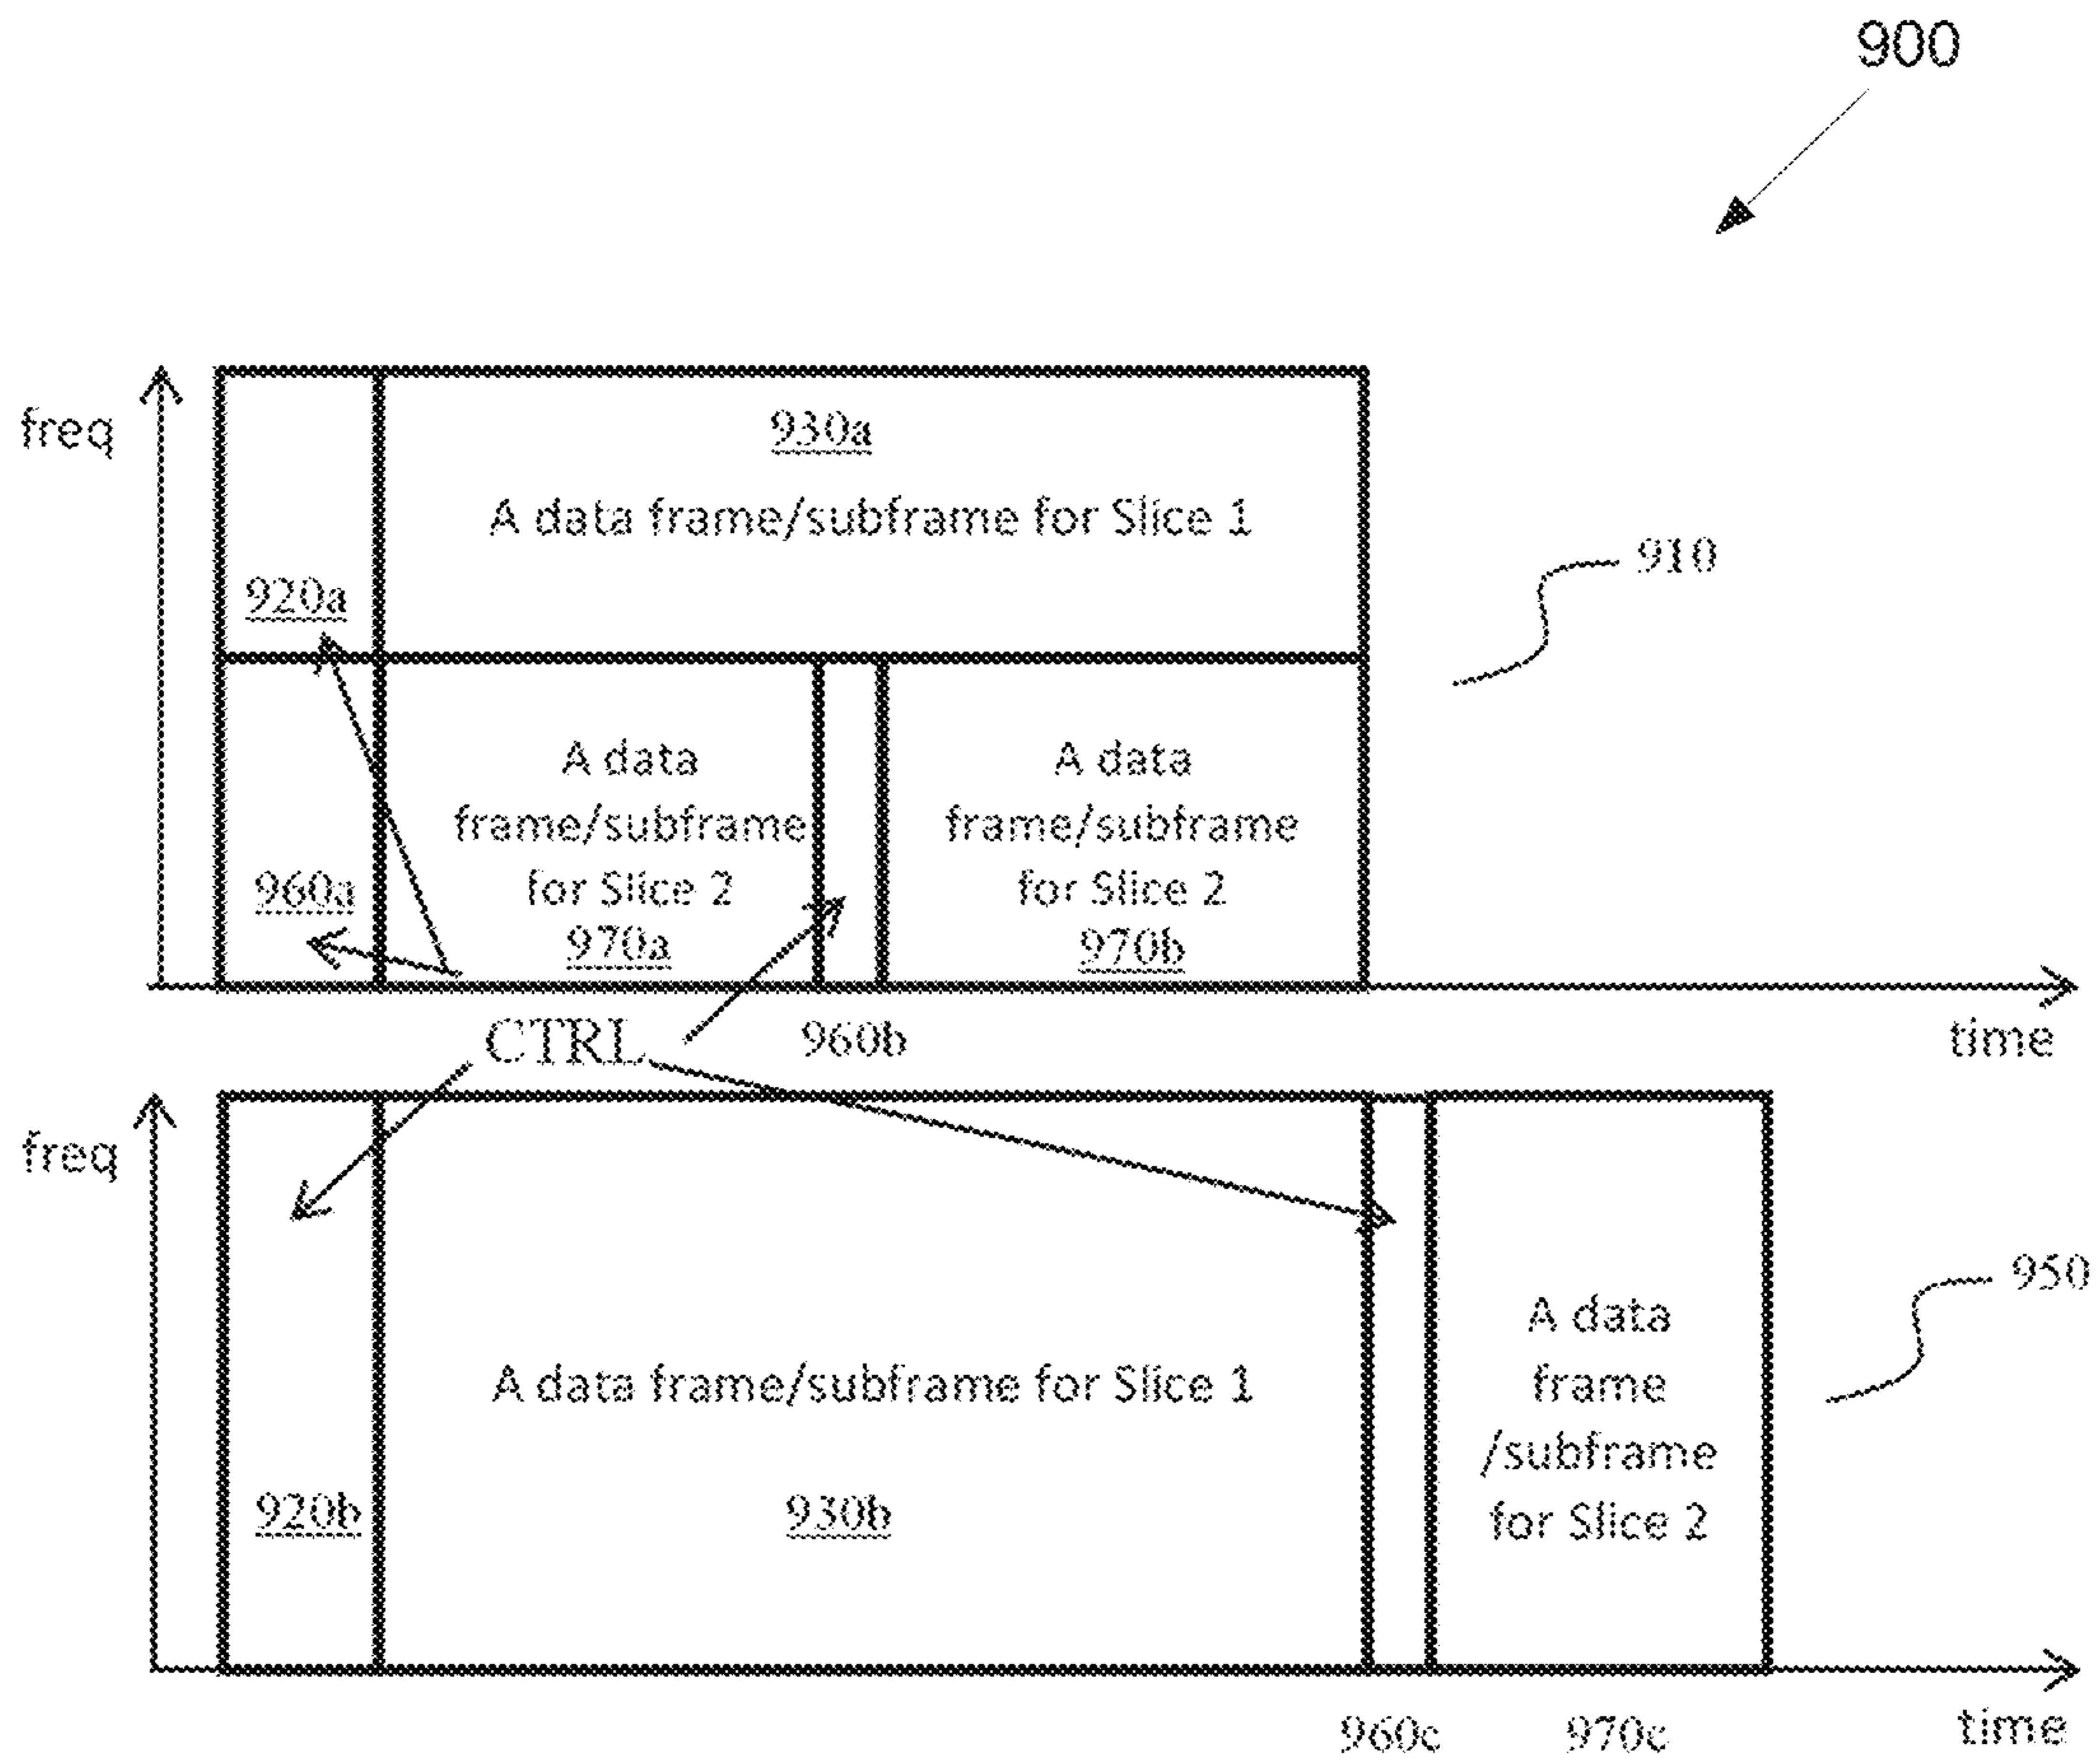 900
freq
930a
A data frame/subframe for Slice 1
910
920a
A data
frame/subframe
for Slice 2
970a
A data
frame/subframe
for Slice 2
970b
960a
time
CTRL
960b
freq
950
A data frame/subframe for Slice 1
930b
920b
A data
frame
/subframe
for Slice 2
960c
970c
time